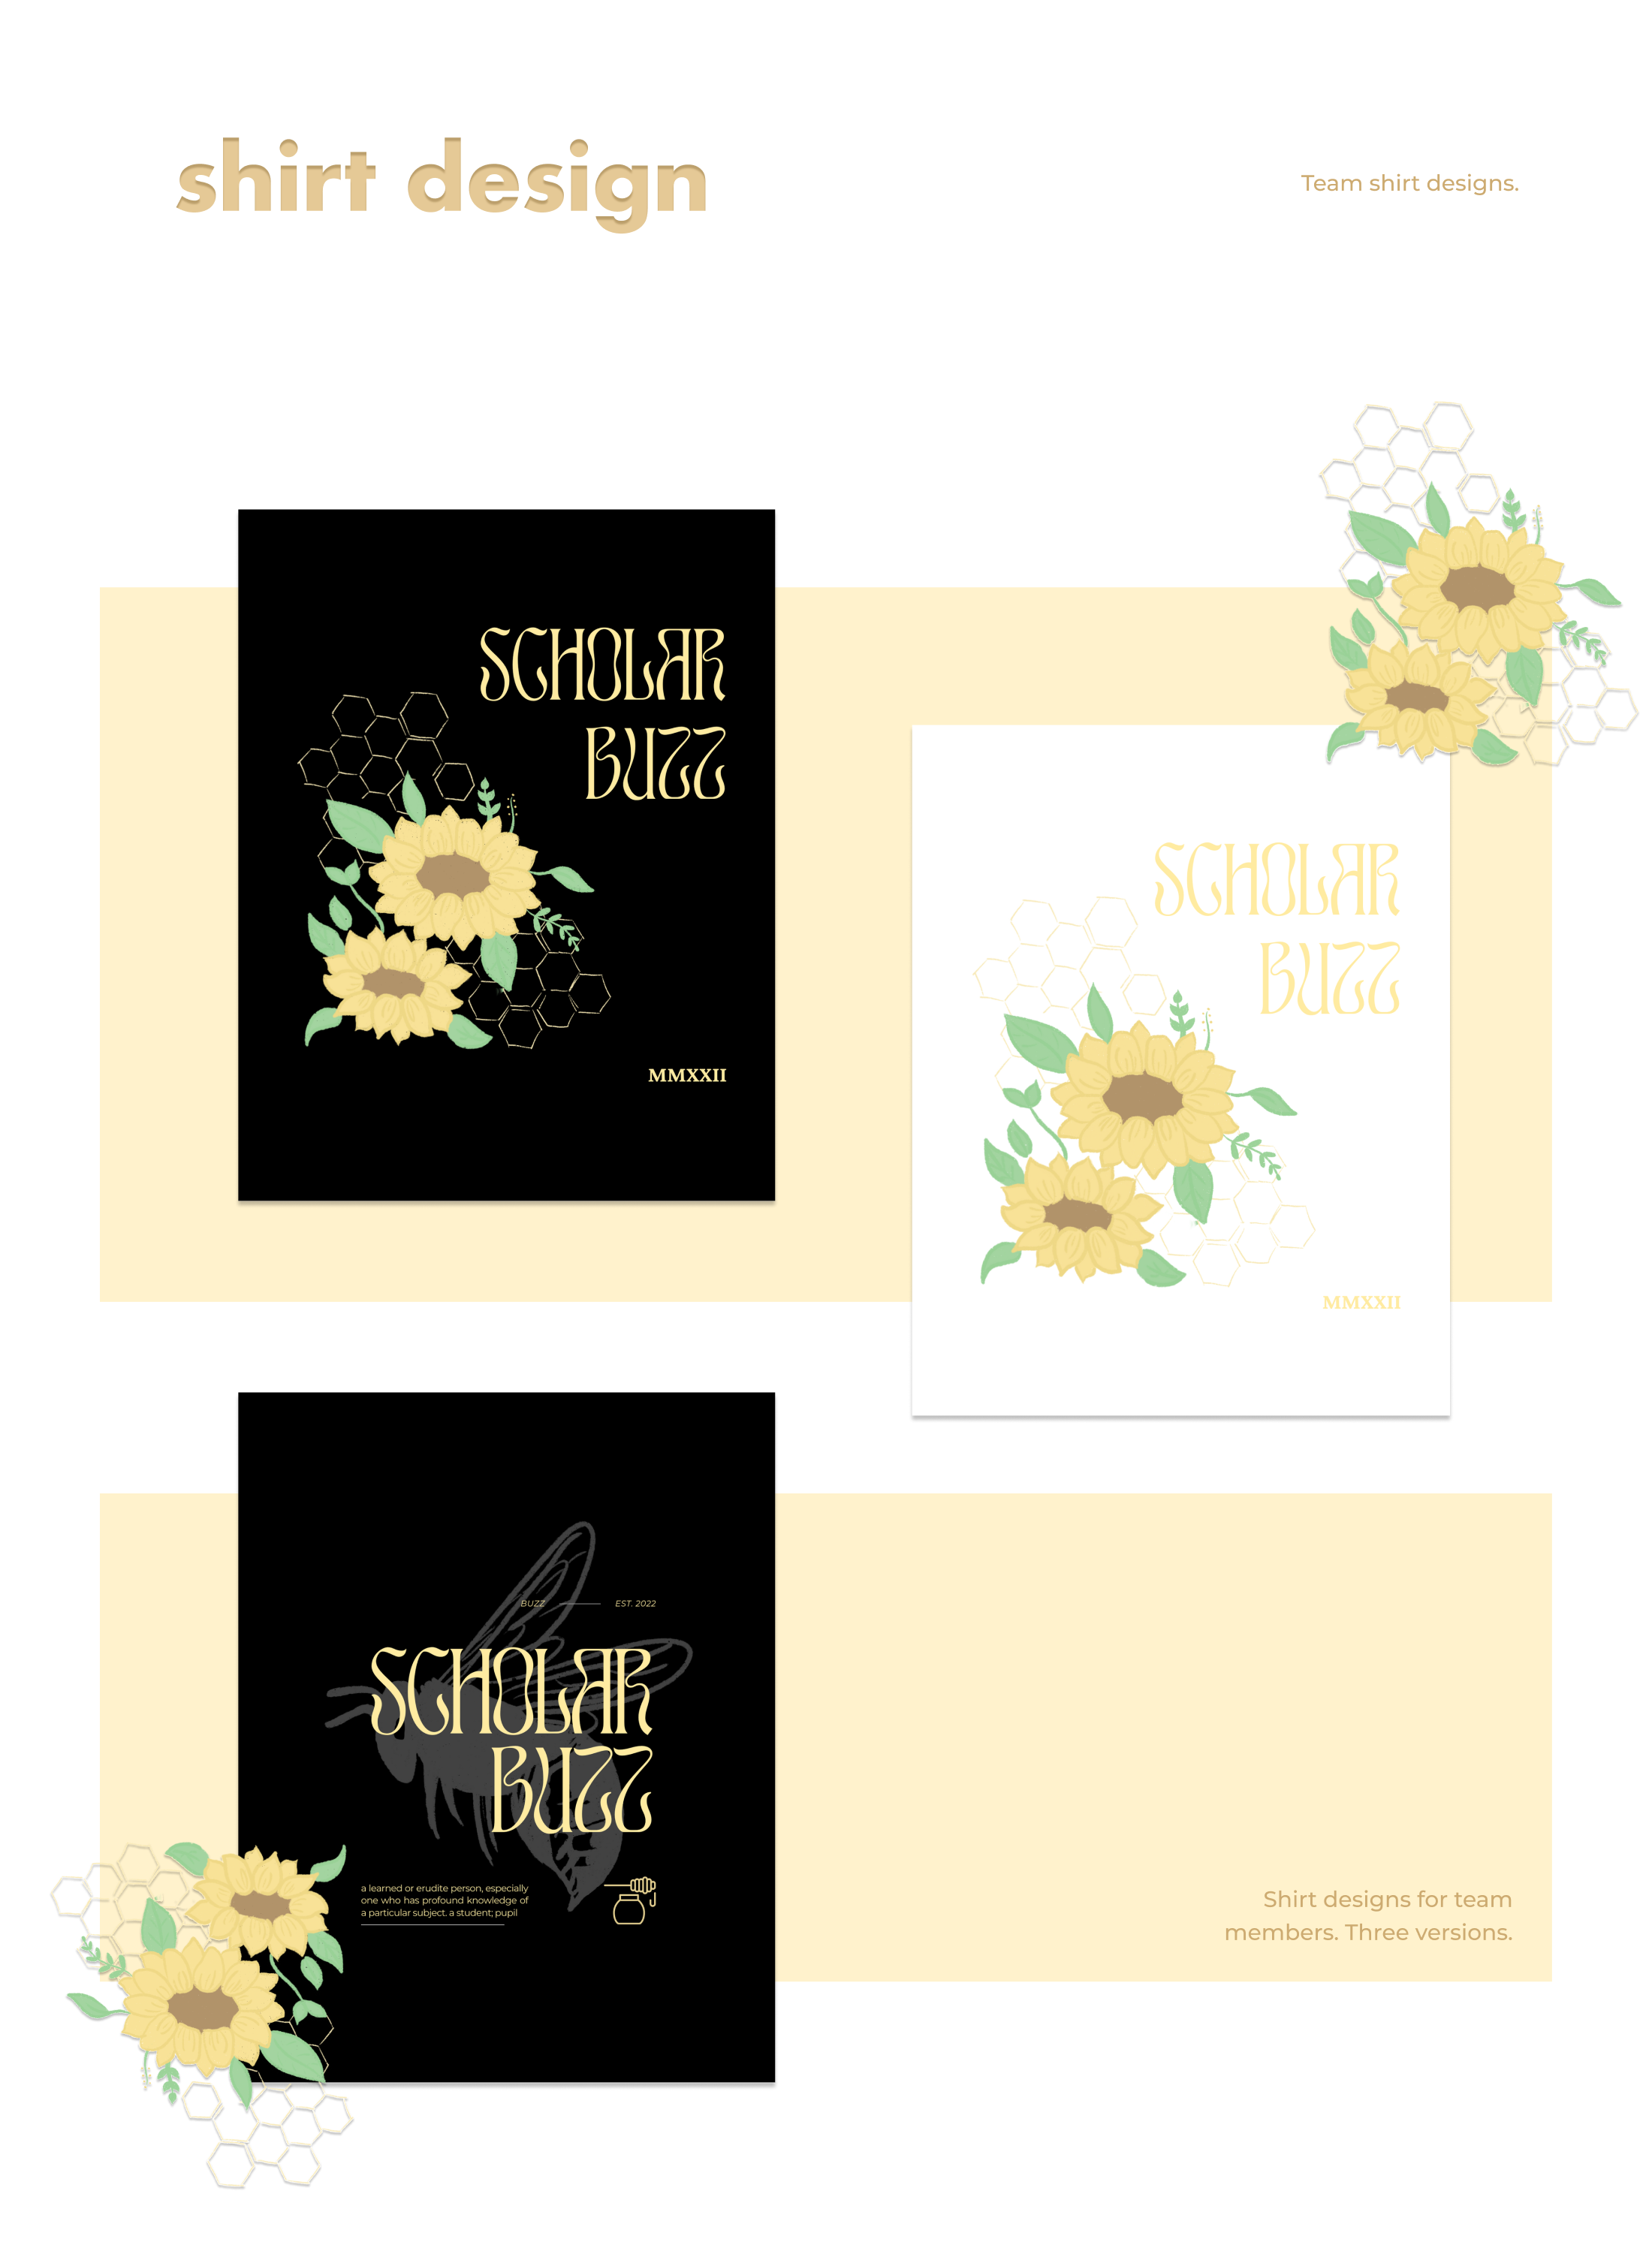 shirt design
Team shirt designs.
SCHOLAR
BUZZ
MMXXII
SCHOLAR
BUZZ
MMXXII
BUZZ EST. 2022
SCHOLAR
BUZZ
a learned or erudite person, especially
one who has profound knowledge of
a particular subject. a student; pupil
Shirt designs for team
members. Three versions.